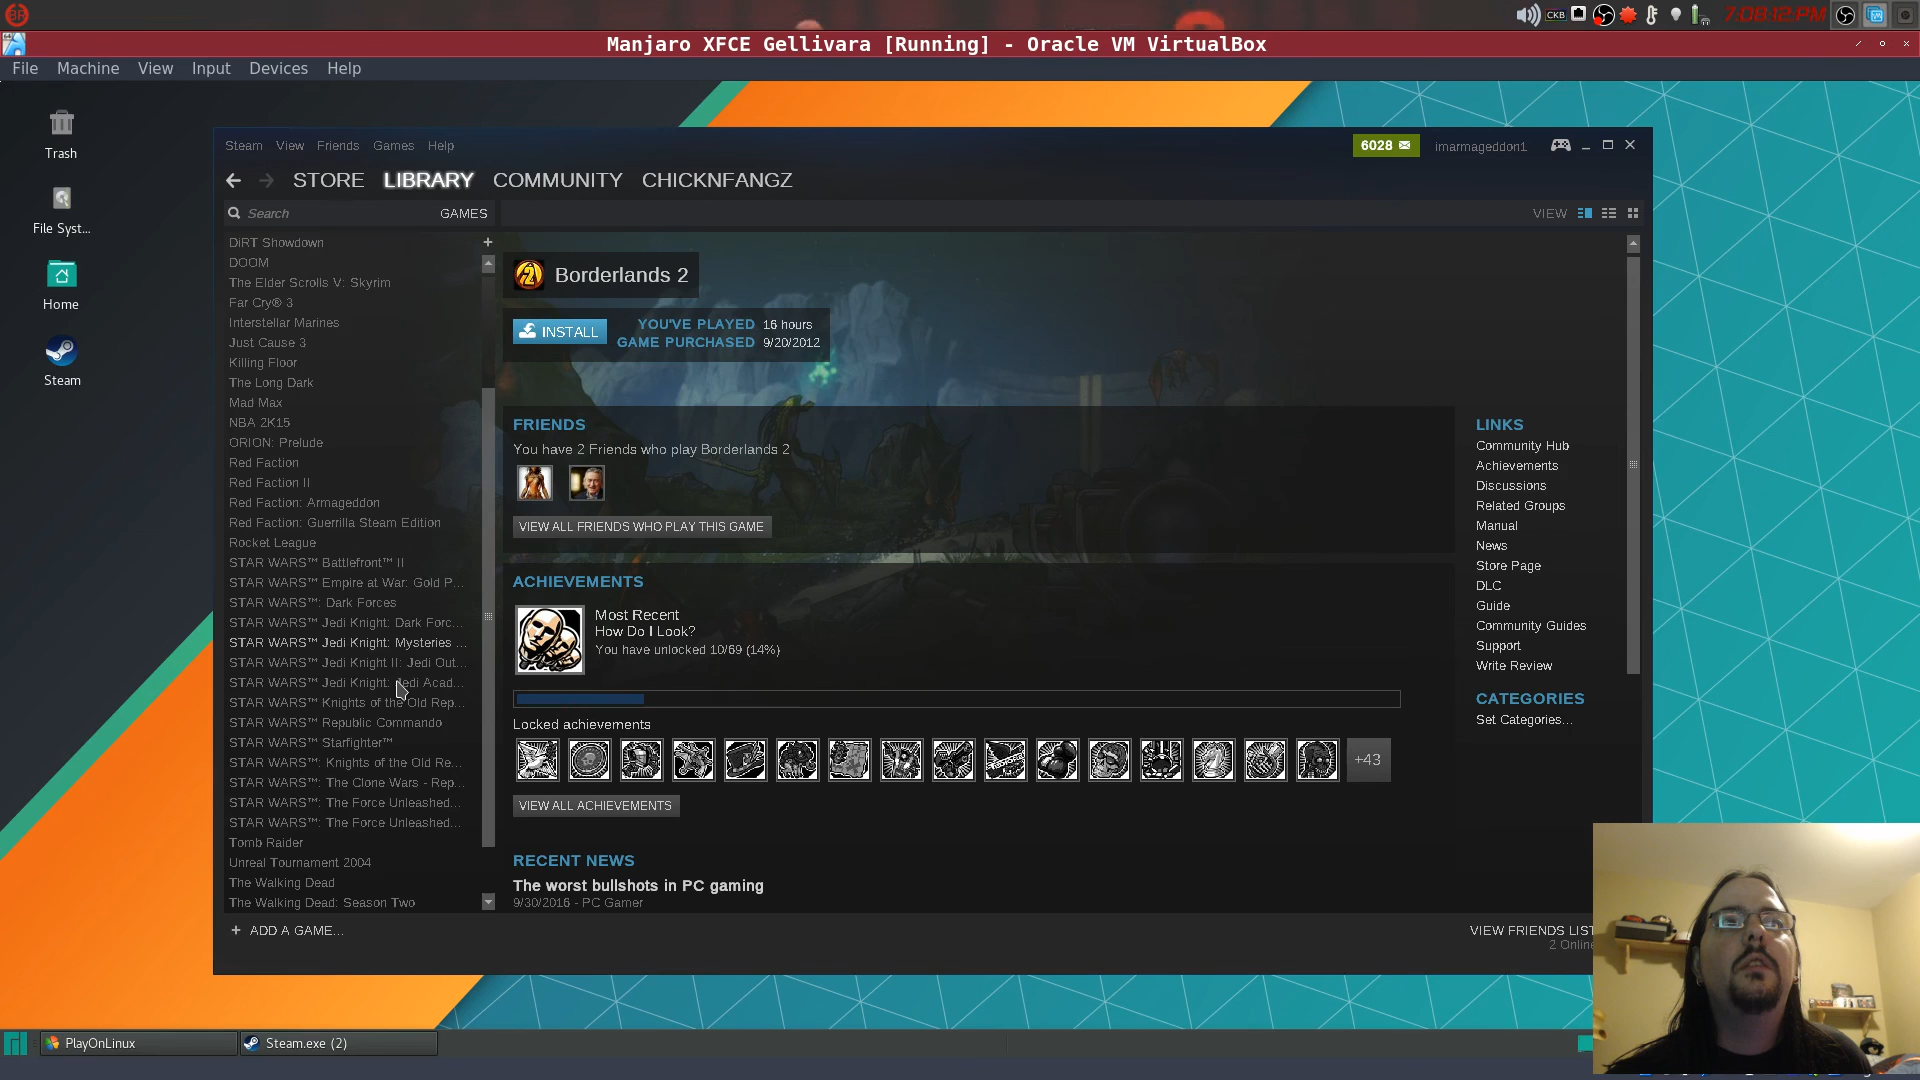 CKB
7:08:12:PM
Manjaro XFCE Gellivara [Running] - Oracle VM VirtualBox
File Machine View Input Devices Help
Trash
File Syst...
Home
Steam
Steam View Friends Games Help
6028
imarmageddon1
STORE LIBRARY COMMUNITY CHICKNFANGZ
Search
GAMES
VIEW
DiRT Showdown
DOOM
The Elder Scrolls V: Skyrim
Far Cry® 3
Interstellar Marines
Just Cause 3
Killing Floor
The Long Dark
Mad Max
NBA 2K15
ORION: Prelude
Red Faction
Red Faction II
Red Faction: Armageddon
Red Faction: Guerrilla Steam Edition
Rocket League
STAR WARS™ Battlefront™ II
STAR WARS™ Empire at War: Gold P...
STAR WARS™: Dark Forces
STAR WARS™ Jedi Knight: Dark Forc...
STAR WARS™ Jedi Knight: Mysteries ...
STAR WARS™ Jedi Knight II: Jedi Out...
STAR WARS™ Jedi Knight: Jedi Acad...
STAR WARS™ Knights of the Old Rep...
STAR WARS™ Republic Commando
STAR WARS™ Starfighter™
STAR WARS™: Knights of the Old Re...
STAR WARS™: The Clone Wars - Rep...
STAR WARS™: The Force Unleashed...
STAR WARS™: The Force Unleashed...
Tomb Raider
Unreal Tournament 2004
The Walking Dead
The Walking Dead: Season Two
+ ADD A GAME...
Borderlands 2
INSTALL
YOU'VE PLAYED 16 hours
GAME PURCHASED 9/20/2012
FRIENDS
You have 2 Friends who play Borderlands 2
VIEW ALL FRIENDS WHO PLAY THIS GAME
ACHIEVEMENTS
Most Recent
How Do I Look?
You have unlocked 10/69 (14%)
Locked achievements
+43
VIEW ALL ACHIEVEMENTS
RECENT NEWS
The worst bullshots in PC gaming
9/30/2016 - PC Gamer
LINKS
Community Hub
Achievements
Discussions
Related Groups
Manual
News
Store Page
DLC
Guide
Community Guides
Support
Write Review
CATEGORIES
Set Categories...
VIEW FRIENDS LIST
2 Online
PlayOnLinux
Steam.exe (2)